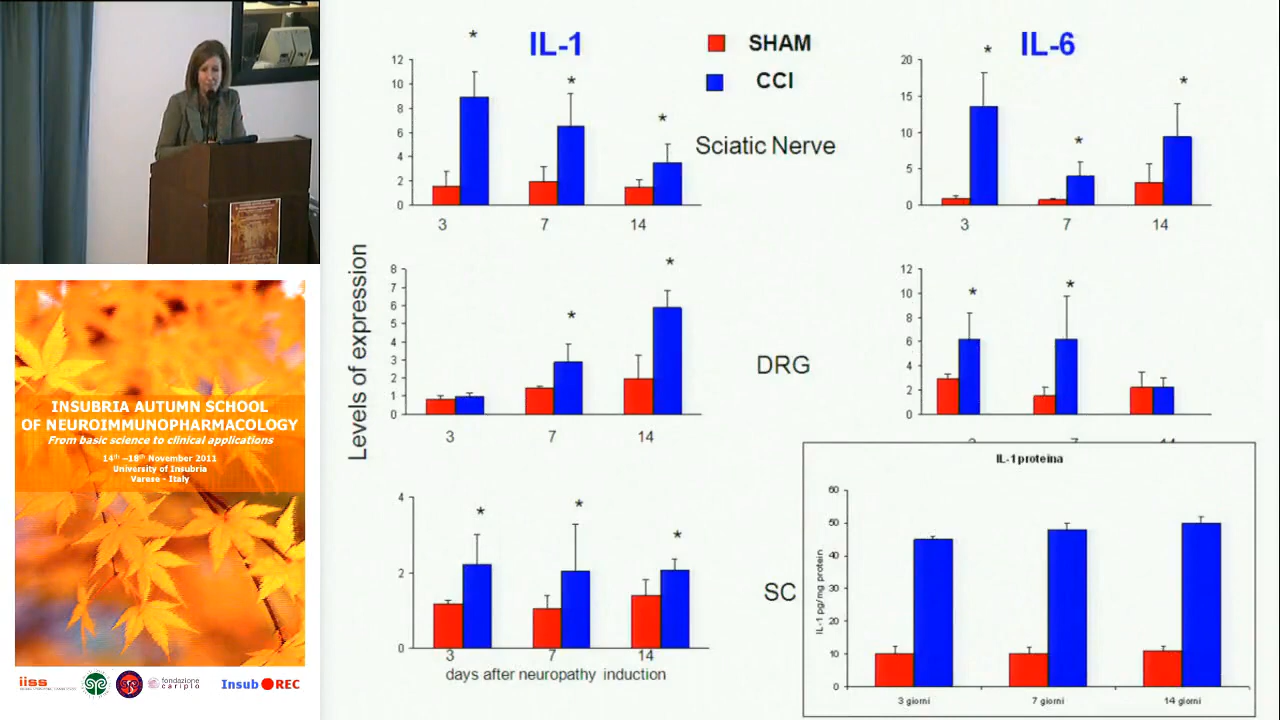 IL-1
SHAM
CCI
IL-6
*
*
*
12
10
8
6
4
2
0
3
7
14
Sciatic Nerve
*
*
*
20
15
10
5
0
3
7
14
Levels of expression
*
*
8
7
6
5
4
3
2
1
0
3
7
14
DRG
*
*
12
10
8
6
4
2
0
*
*
*
4
2
0
3
7
14
days after neuropathy induction
SC
IL-1 proteina
IL-1 pg/mg protein
60
50
40
30
20
10
0
3 giorni
7 giorni
14 giorni
INSUBRIA AUTUMN SCHOOL
OF NEUROIMMUNOPHARMACOLOGY
From basic science to clinical applications
14th –18th November 2011
University of Insubria
Varese - Italy
iiss
fondazione
cariplo
Insub REC